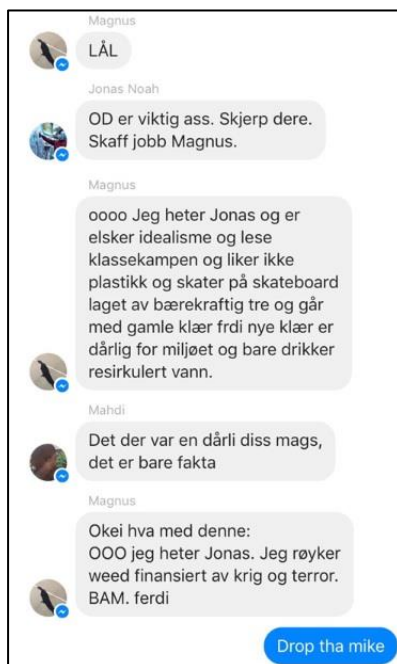 Magnus
LÅL
Jonas Noah
OD er viktig ass. Skjerp dere.
Skaff jobb Magnus.
Magnus
oooo Jeg heter Jonas og er
elsker idealisme og lese
klassekampen og liker ikke
plastikk og skater på skateboard
laget av bærekraftig tre og går
med gamle klær frdi nye klær er
dårlig for miljøet og bare drikker
resirkulert vann.
Mahdi
Det der var en dårli diss mags,
det er bare fakta
Magnus
Okei hva med denne:
OOO jeg heter Jonas. Jeg røyker
weed finansiert av krig og terror.
BAM. ferdi
Drop tha mike